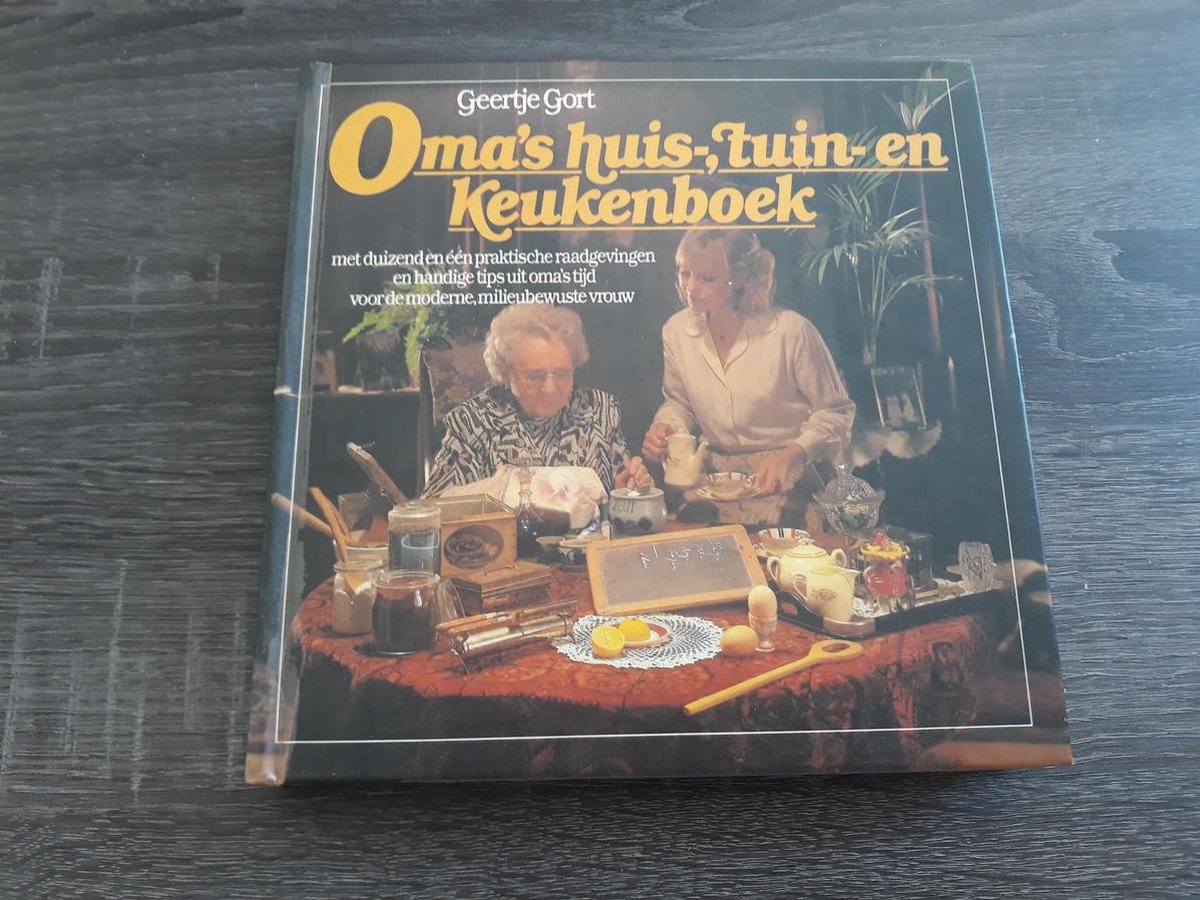 Geertje Gort
Oma's huis-, tuin- en
Keukenboek
met duizend en één praktische raadgevingen
en handige tips uit oma's tijd
voor de moderne, milieubewuste vrouw